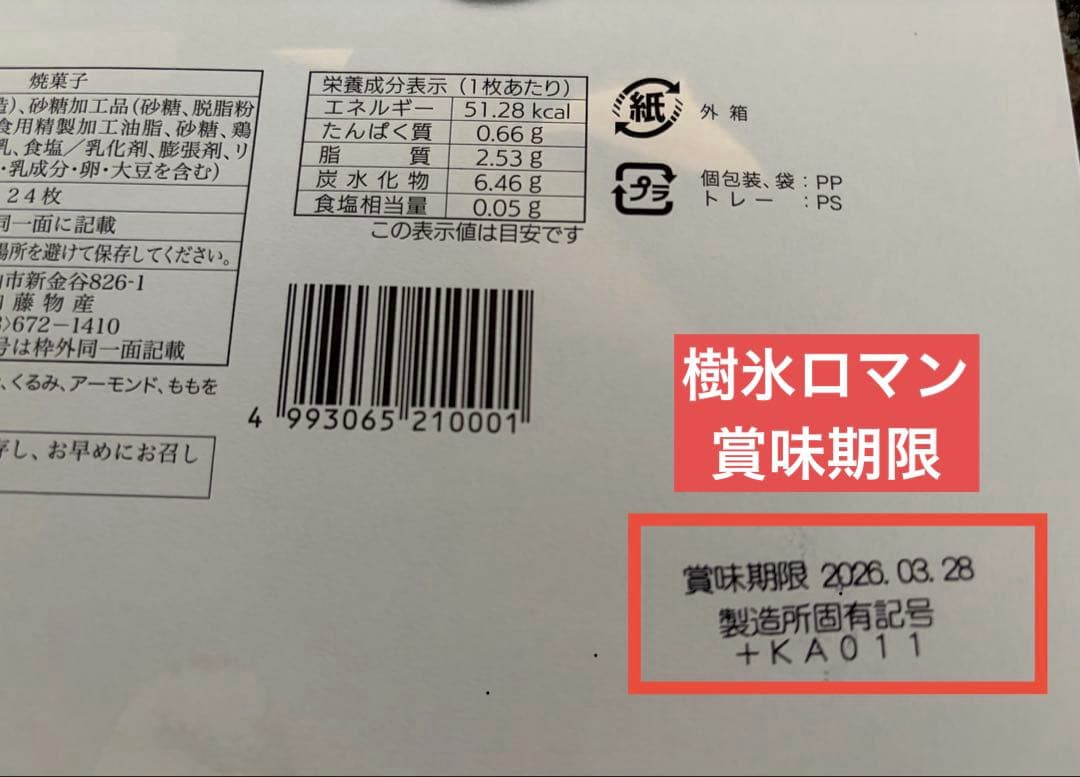 焼菓子
造)、砂糖加工品(砂糖、脱脂粉
食用精製加工油脂、砂糖、鶏
乳、食塩/乳化剤、膨張剤、リ
・乳成分・卵・大豆を含む)
24枚
同一面に記載
場所を避けて保存してください。
市新金谷826-1
藤物産
)672-1410
号は枠外同一面記載
、くるみ、アーモンド、ももを
存し、お早めにお召し
栄養成分表示(1枚あたり)
エネルギー 51.28 kcal
たんぱく質 0.66 g
脂質 2.53 g
炭水化物 6.46 g
食塩相当量 0.05 g
この表示値は目安です
紙 外箱
プラ 個包装、袋:PP
トレー :PS
4 993065 210001
樹氷ロマン
賞味期限
賞味期限 2026.03.28
製造所固有記号
+KA011